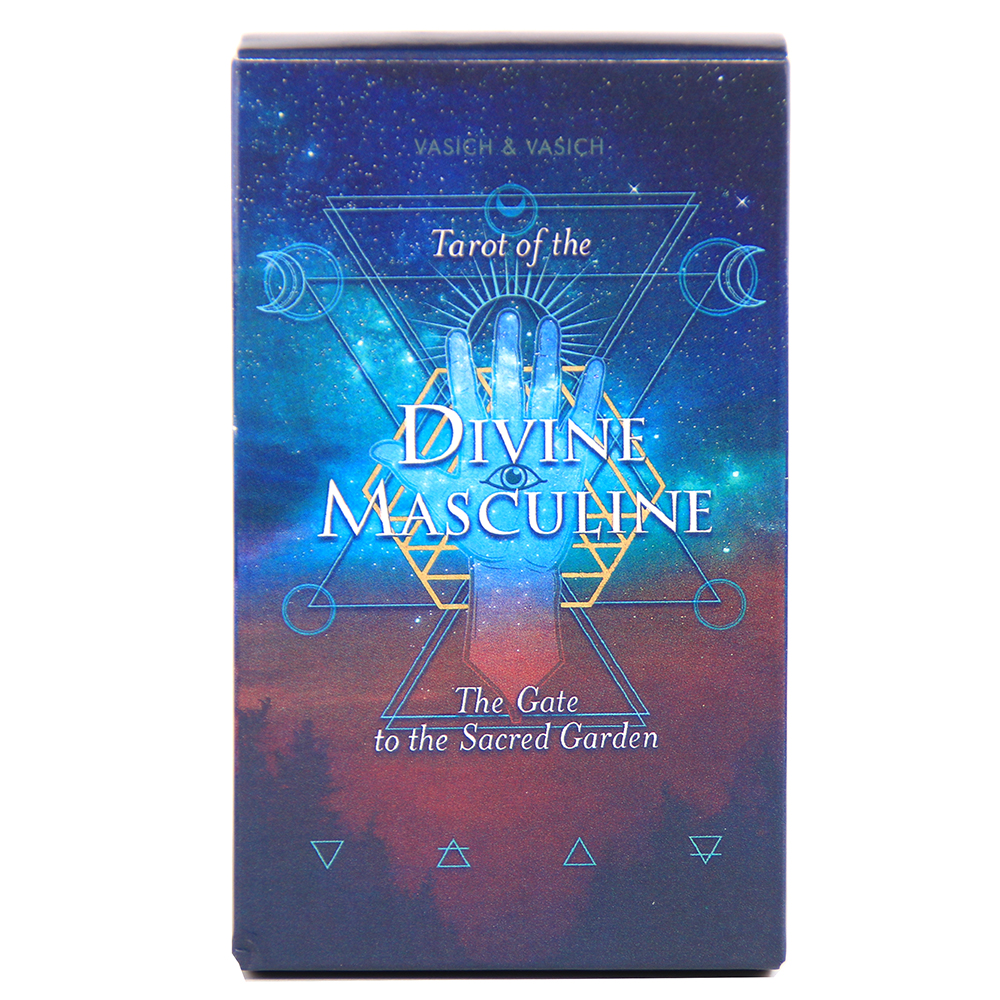 VASICH & VASICH
Tarot of the
DIVINE
MASCULINE
The Gate
to the Sacred Garden